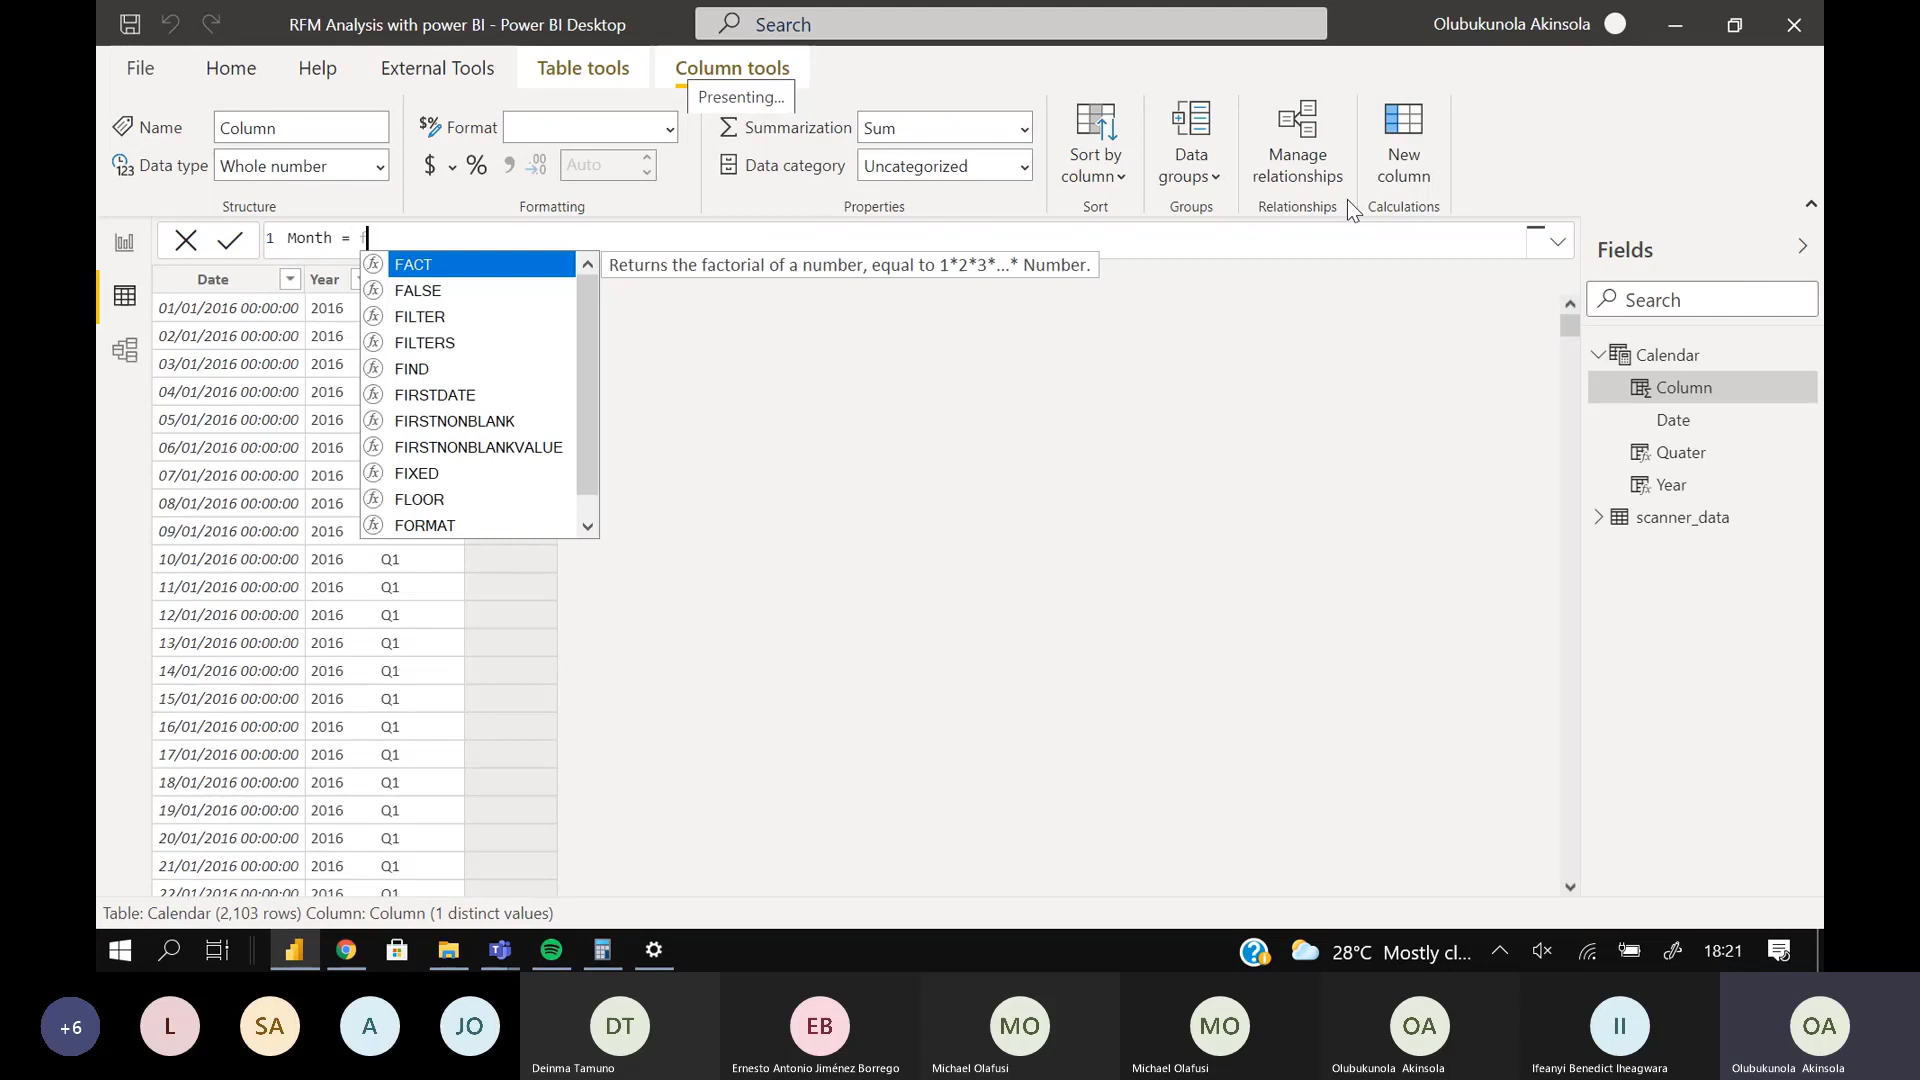 RFM Analysis with power BI - Power BI Desktop
Search
Olubukunola Akinsola
File
Home
Help
External Tools
Table tools
Column tools
Presenting...
Name
Column
Format
Summarization
Sum
Data type
Whole number
$
%
Auto
Data category
Uncategorized
Sort by
column
Data
groups
Manage
relationships
New
column
Structure
Formatting
Properties
Sort
Groups
Relationships
Calculations
1 Month = f
FACT
Returns the factorial of a number, equal to 1*2*3*...* Number.
FALSE
FILTER
FILTERS
FIND
FIRSTDATE
FIRSTNONBLANK
FIRSTNONBLANKVALUE
FIXED
FLOOR
FORMAT
Date Year
01/01/2016 00:00:00 2016
02/01/2016 00:00:00 2016
03/01/2016 00:00:00 2016
04/01/2016 00:00:00 2016
05/01/2016 00:00:00 2016
06/01/2016 00:00:00 2016
07/01/2016 00:00:00 2016
08/01/2016 00:00:00 2016
09/01/2016 00:00:00 2016
10/01/2016 00:00:00 2016 Q1
11/01/2016 00:00:00 2016 Q1
12/01/2016 00:00:00 2016 Q1
13/01/2016 00:00:00 2016 Q1
14/01/2016 00:00:00 2016 Q1
15/01/2016 00:00:00 2016 Q1
16/01/2016 00:00:00 2016 Q1
17/01/2016 00:00:00 2016 Q1
18/01/2016 00:00:00 2016 Q1
19/01/2016 00:00:00 2016 Q1
20/01/2016 00:00:00 2016 Q1
21/01/2016 00:00:00 2016 Q1
22/01/2016 00:00:00 2016 Q1
Fields
Search
Calendar
Column
Date
Quater
Year
scanner_data
Table: Calendar (2,103 rows) Column: Column (1 distinct values)
28°C Mostly cl...
18:21
+6
L
SA
A
JO
DT
EB
MO
MO
OA
II
OA
Deinma Tamuno
Ernesto Antonio Jiménez Borrego
Michael Olafusi
Michael Olafusi
Olubukunola Akinsola
Ifeanyi Benedict Iheagwara
Olubukunola Akinsola